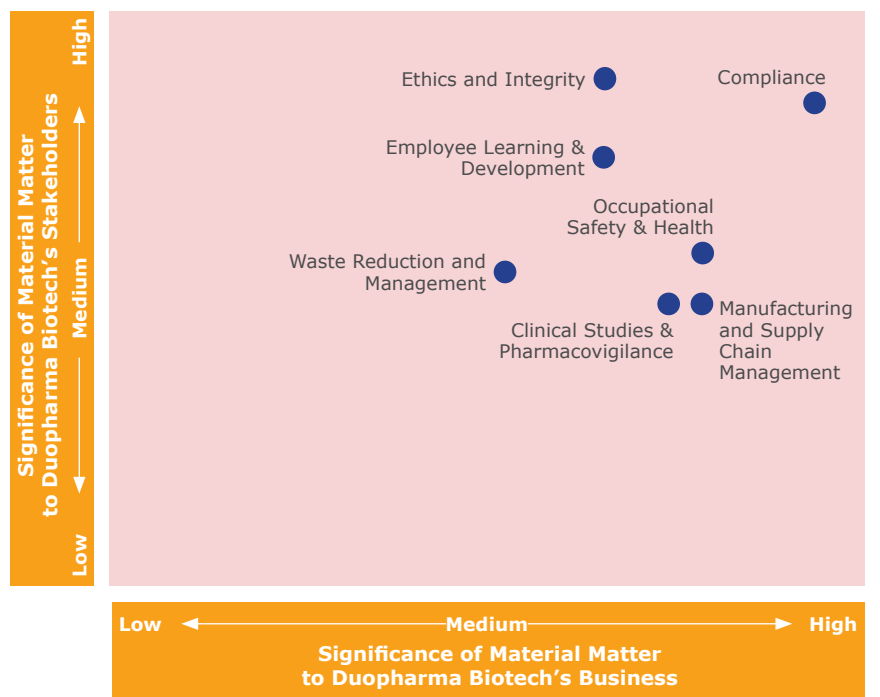 Significance of Material Matter
to Duopharma Biotech’s Stakeholders
High
Medium
Low
Ethics and Integrity
Compliance
Employee Learning &
Development
Occupational
Safety & Health
Waste Reduction and
Management
Clinical Studies &
Pharmacovigilance
Manufacturing
and Supply
Chain
Management
Low
Medium
High
Significance of Material Matter
to Duopharma Biotech’s Business